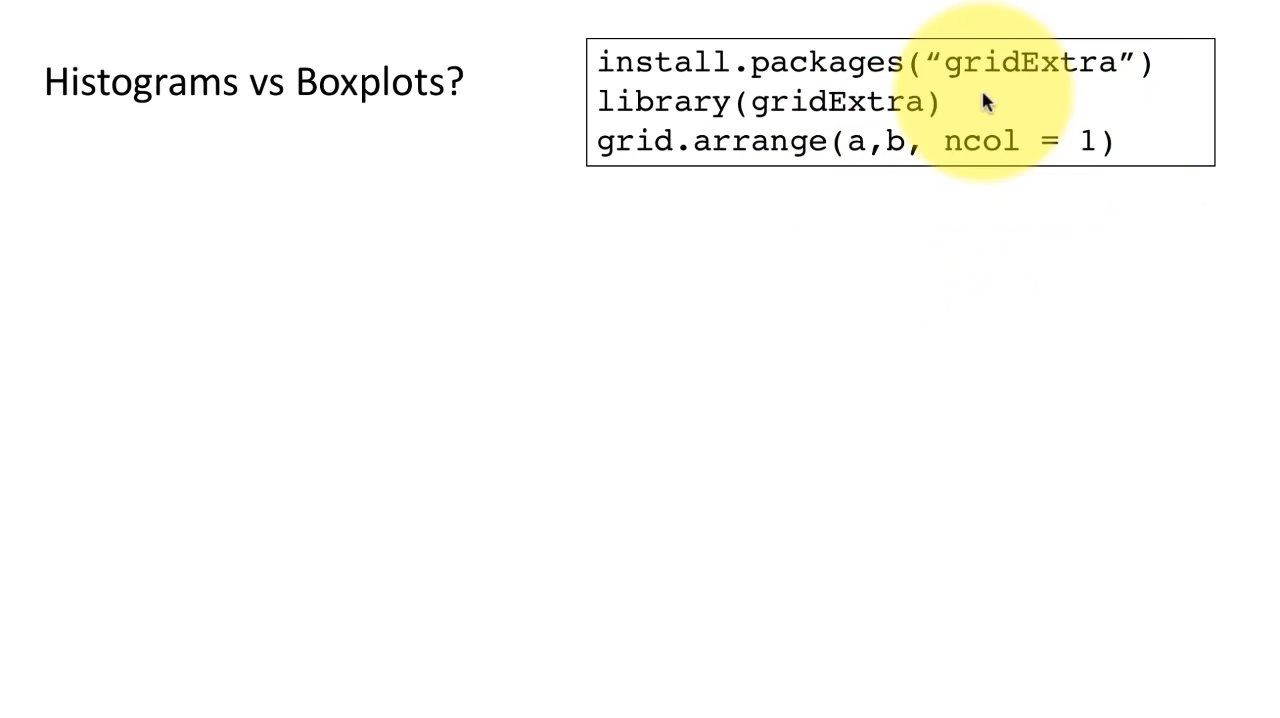 Histograms vs Boxplots?
install.packages(“gridExtra”)
library(gridExtra)
grid.arrange(a,b, ncol = 1)